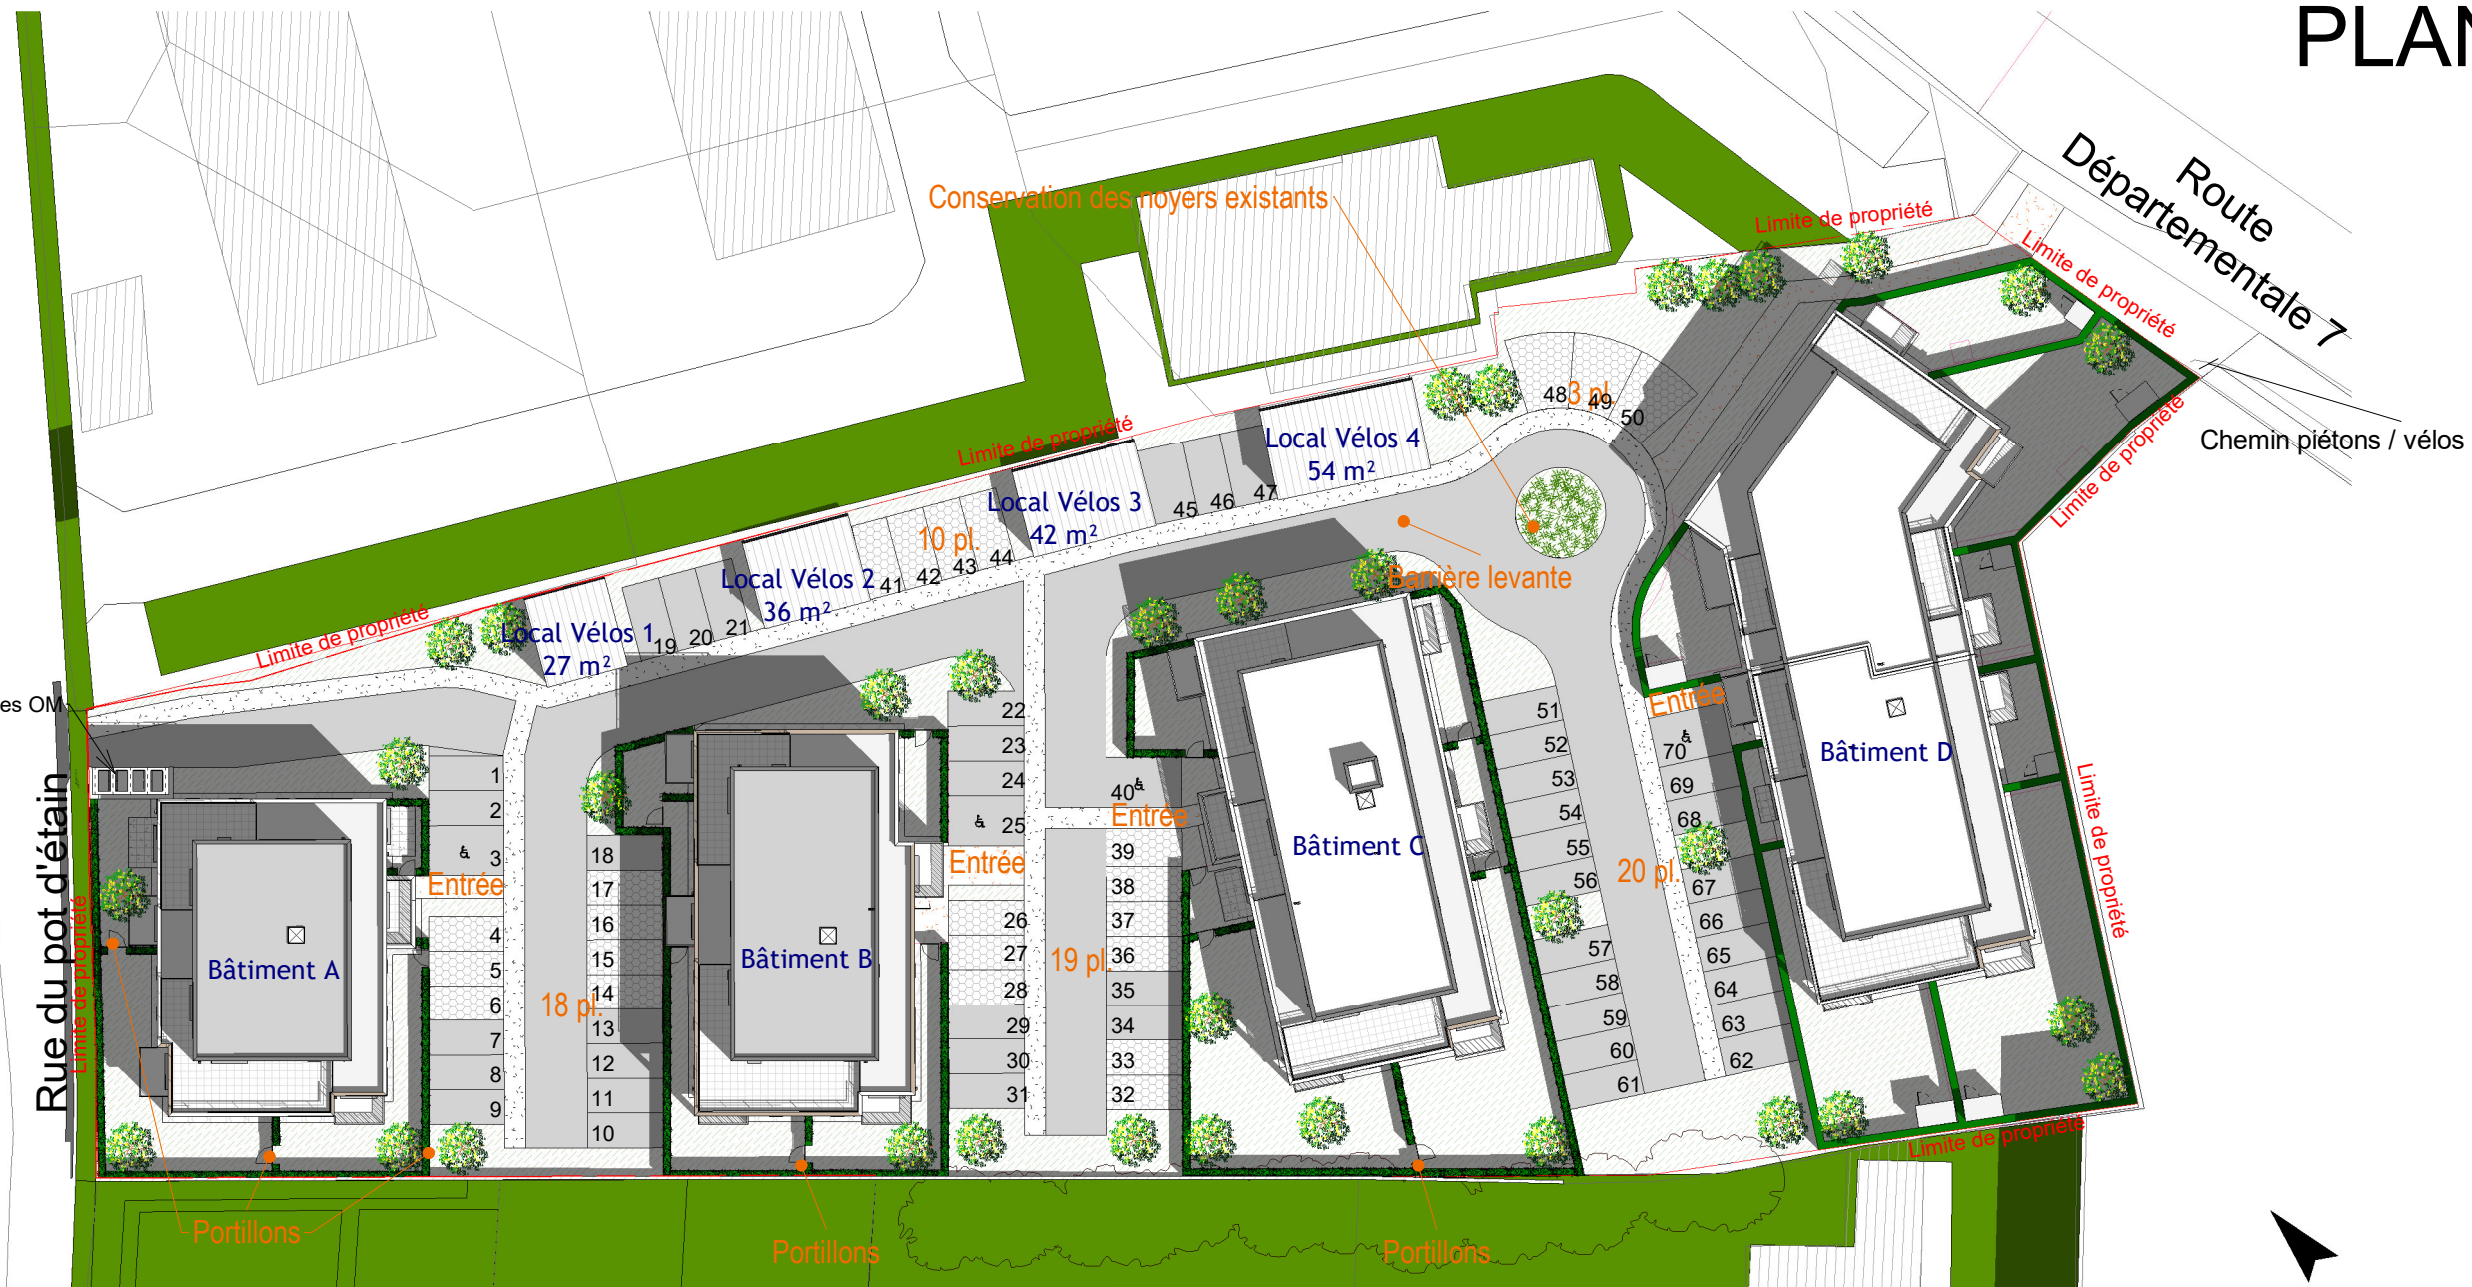 PLAN
Route
Départementale 7
Conservation des noyers existants
Limite de propriété
Limite de propriété
Chemin piétons / vélos
Limite de propriété
48
49
50
3 pl.
Limite de propriété
Local Vélos 4
54 m²
45
46
47
Local Vélos 3
42 m²
10 pl.
41
42
43
44
Local Vélos 2
36 m²
Barrière levante
19
20
21
Local Vélos 1
27 m²
Limite de propriété
es OM
Rue du pot d'étain
Limite de propriété
Bâtiment A
Entrée
1
2
3
4
5
6
7
8
9
18 pl.
18
17
16
15
14
13
12
11
10
Bâtiment B
Entrée
22
23
24
25
26
27
28
29
30
31
19 pl.
40
Entrée
39
38
37
36
35
34
33
32
Bâtiment C
51
52
53
54
55
56
57
58
59
60
61
20 pl.
Entrée
70
69
68
67
66
65
64
63
62
Bâtiment D
Limite de propriété
Limite de propriété
Portillons
Portillons
Portillons